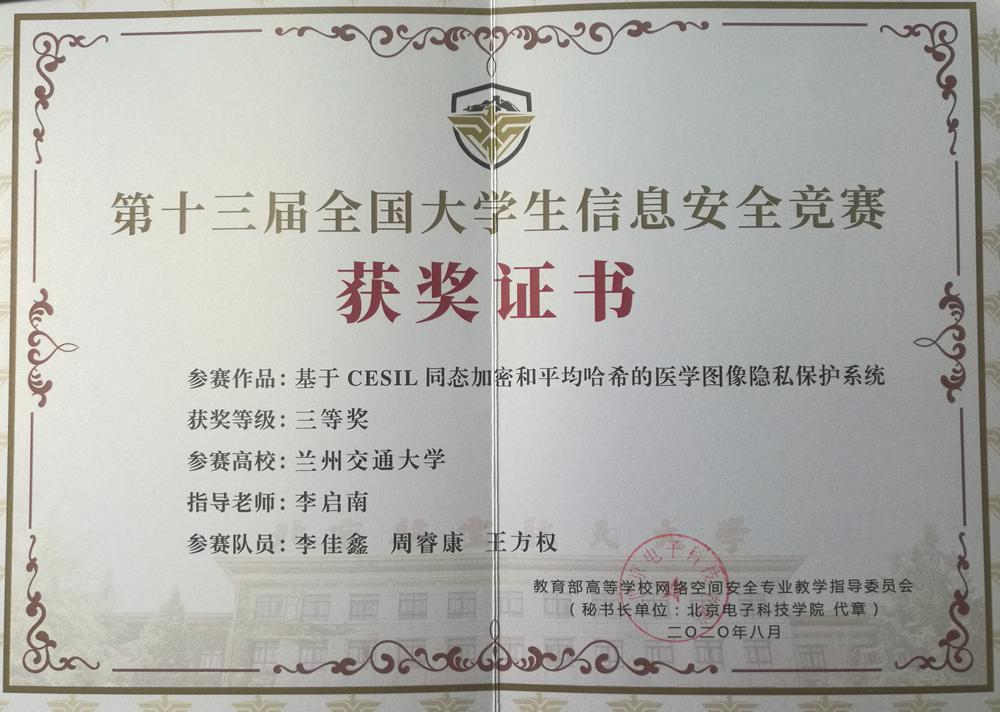 第十三届全国大学生信息安全竞赛
获奖证书
参赛作品：基于 CESIL 同态加密和平均哈希的医学图像隐私保护系统
获奖等级：三等奖
参赛高校：兰州交通大学
指导老师：李启南
参赛队员：李佳鑫 周睿康 王方权
教育部高等学校网络空间安全专业教学指导委员会
（秘书长单位：北京电子科技学院 代章）
二〇二〇年八月